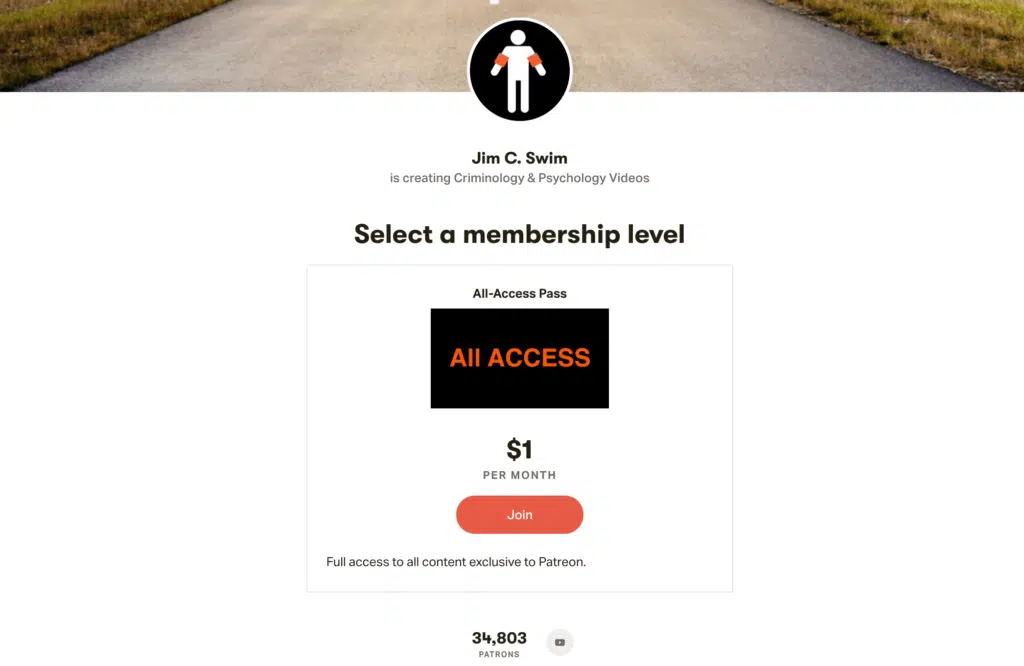 Jim C. Swim
is creating Criminology & Psychology Videos
Select a membership level
All-Access Pass
All ACCESS
$1
PER MONTH
Join
Full access to all content exclusive to Patreon.
34,803
PATRONS